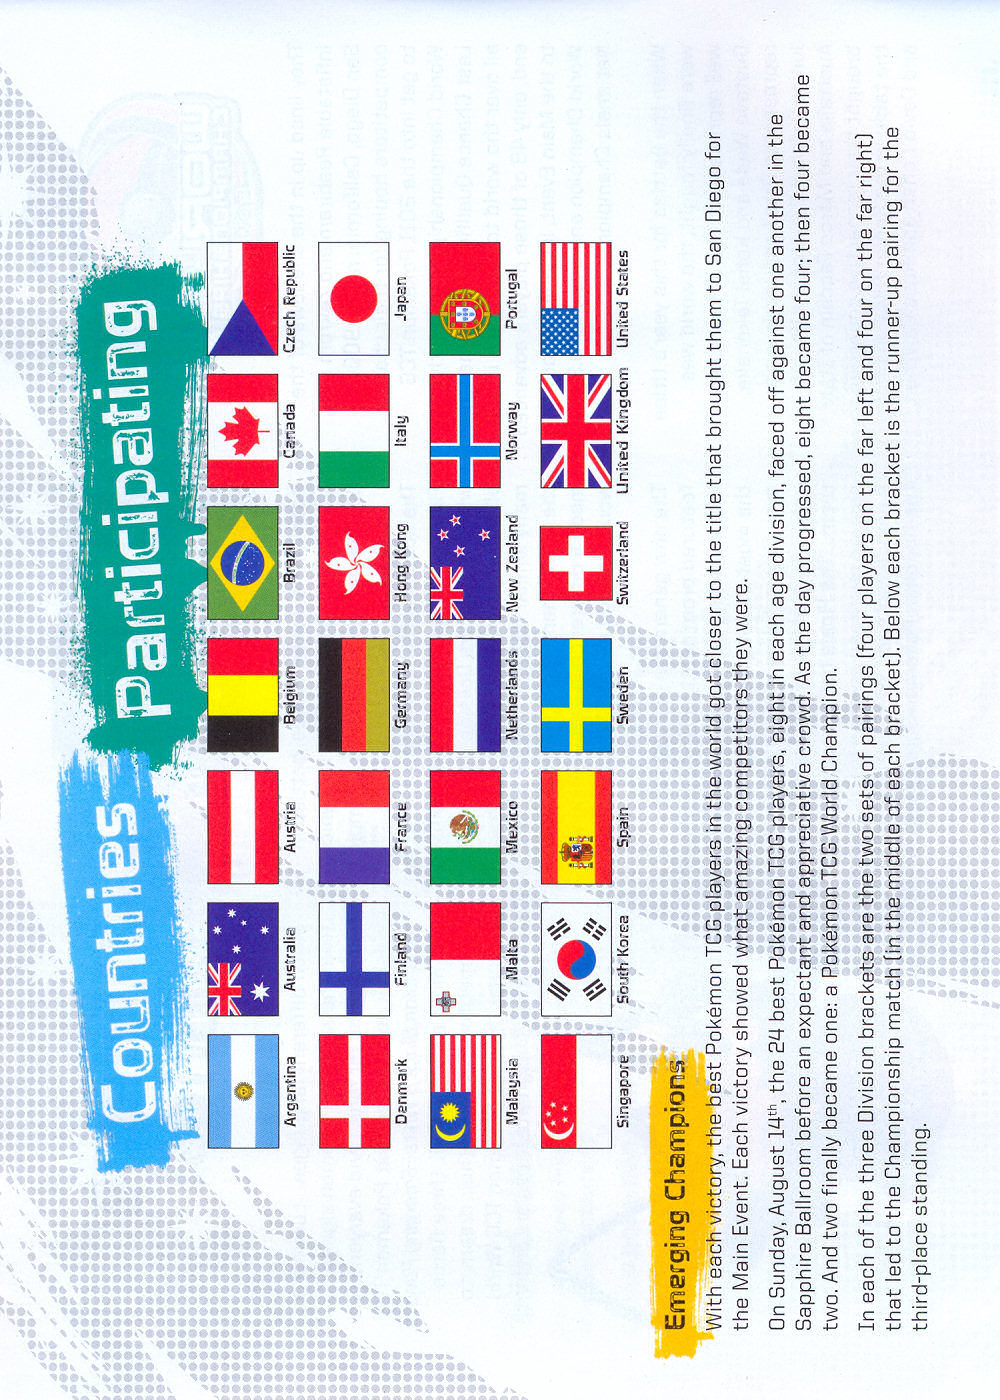 Countries Participating
Argentina Australia Austria Belgium Brazil Canada Czech Republic
Denmark Finland France Germany Hong Kong Italy Japan
Malaysia Malta Mexico Netherlands New Zealand Norway Portugal
Singapore South Korea Spain Sweden Switzerland United Kingdom United States
Emerging Champions
With each victory, the best Pokémon TCG players in the world got closer to the title that brought them to San Diego for
the Main Event. Each victory showed what amazing competitors they were.
On Sunday, August 14th, the 24 best Pokémon TCG players, eight in each age division, faced off against one another in the
Sapphire Ballroom before an expectant and appreciative crowd. As the day progressed, eight became four; then four became
two. And two finally became one: a Pokémon TCG World Champion.
In each of the three Division brackets are the two sets of pairings (four players on the far left and four on the far right)
that led to the Championship match (in the middle of each bracket). Below each bracket is the runner-up pairing for the
third-place standing.